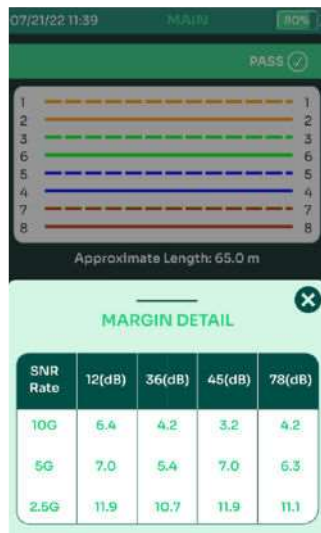 07/21/22 11:39 MAIN 80%
PASS
1 1
2 2
3 3
6 6
5 5
4 4
7 7
8 8
Approximate Length: 65.0 m
MARGIN DETAIL
SNR Rate 12(dB) 36(dB) 45(dB) 78(dB)
10G 6.4 4.2 3.2 4.2
5G 7.0 5.4 7.0 6.3
2.5G 11.9 10.7 11.9 11.1